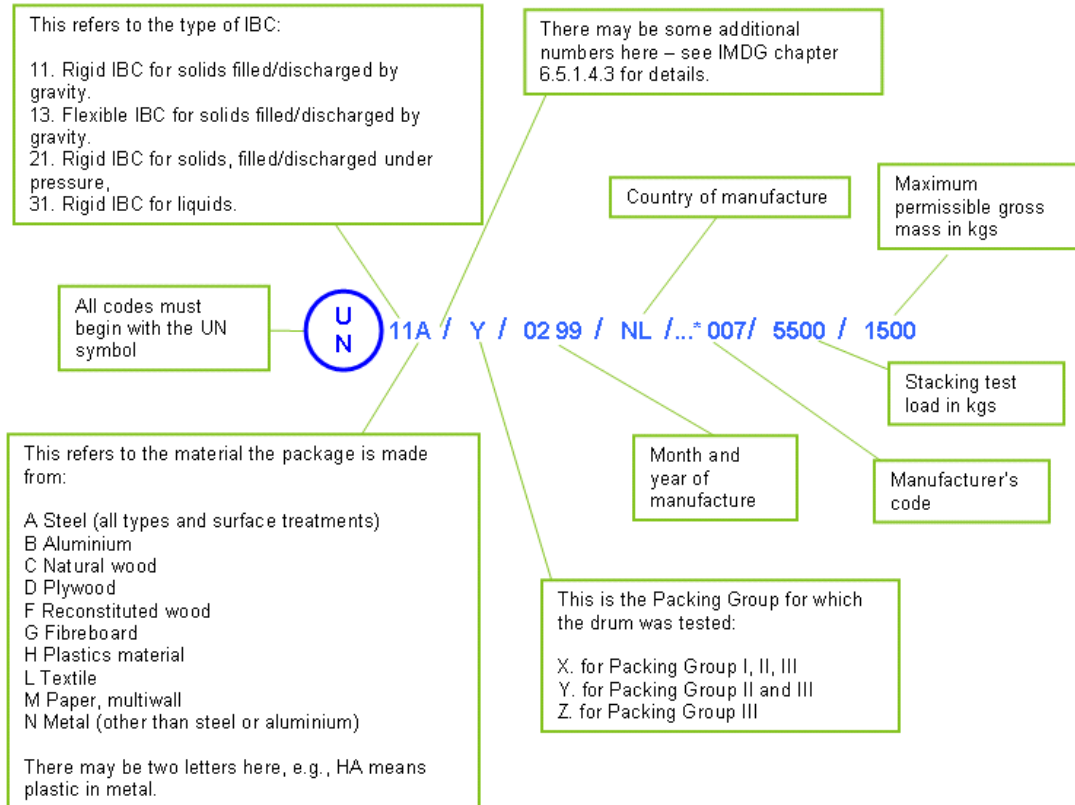 This refers to the type of IBC:
11. Rigid IBC for solids filled/discharged by
gravity.
13. Flexible IBC for solids filled/discharged by
gravity.
21. Rigid IBC for solids, filled/discharged under
pressure,
31. Rigid IBC for liquids.
There may be some additional
numbers here – see IMDG chapter
6.5.1.4.3 for details.
Country of manufacture
Maximum
permissible gross
mass in kgs
All codes must
begin with the UN
symbol
U
N
11A / Y / 02 99 / NL /...* 007/ 5500 / 1500
Stacking test
load in kgs
Month and
year of
manufacture
Manufacturer's
code
This refers to the material the package is made
from:
A Steel (all types and surface treatments)
B Aluminium
C Natural wood
D Plywood
F Reconstituted wood
G Fibreboard
H Plastics material
L Textile
M Paper, multiwall
N Metal (other than steel or aluminium)
There may be two letters here, e.g., HA means
plastic in metal.
This is the Packing Group for which
the drum was tested:
X. for Packing Group I, II, III
Y. for Packing Group II and III
Z. for Packing Group III